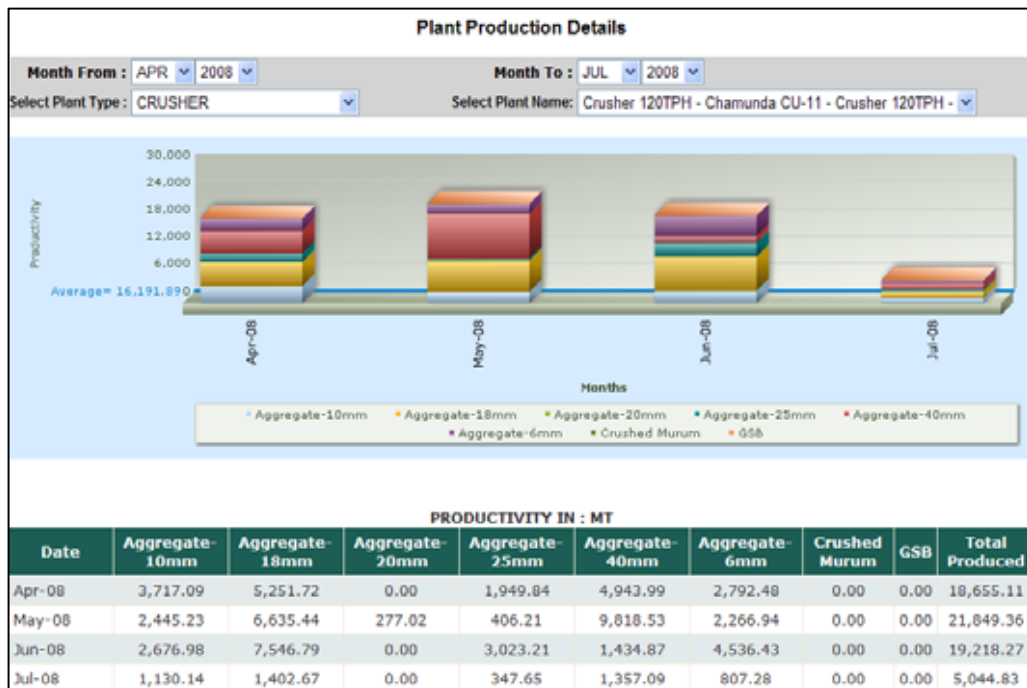 Plant Production Details
Month From : APR 2008 Month To : JUL 2008
Select Plant Type : CRUSHER Select Plant Name: Crusher 120TPH - Chamunda CU-11 - Crusher 120TPH -
30,000
24,000
18,000
12,000
6,000
0
Productivity
Average= 16,191.89
Apr-08 May-08 Jun-08 Jul-08
Months
Aggregate-10mm Aggregate-18mm Aggregate-20mm Aggregate-25mm Aggregate-40mm
Aggregate-6mm Crushed Murum GSB
PRODUCTIVITY IN : MT
Date Aggregate-10mm Aggregate-18mm Aggregate-20mm Aggregate-25mm Aggregate-40mm Aggregate-6mm Crushed Murum GSB Total Produced
Apr-08 3,717.09 5,251.72 0.00 1,949.84 4,943.99 2,792.48 0.00 0.00 18,655.11
May-08 2,445.23 6,635.44 277.02 406.21 9,818.53 2,266.94 0.00 0.00 21,849.36
Jun-08 2,676.98 7,546.79 0.00 3,023.21 1,434.87 4,536.43 0.00 0.00 19,218.27
Jul-08 1,130.14 1,402.67 0.00 347.65 1,357.09 807.28 0.00 0.00 5,044.83